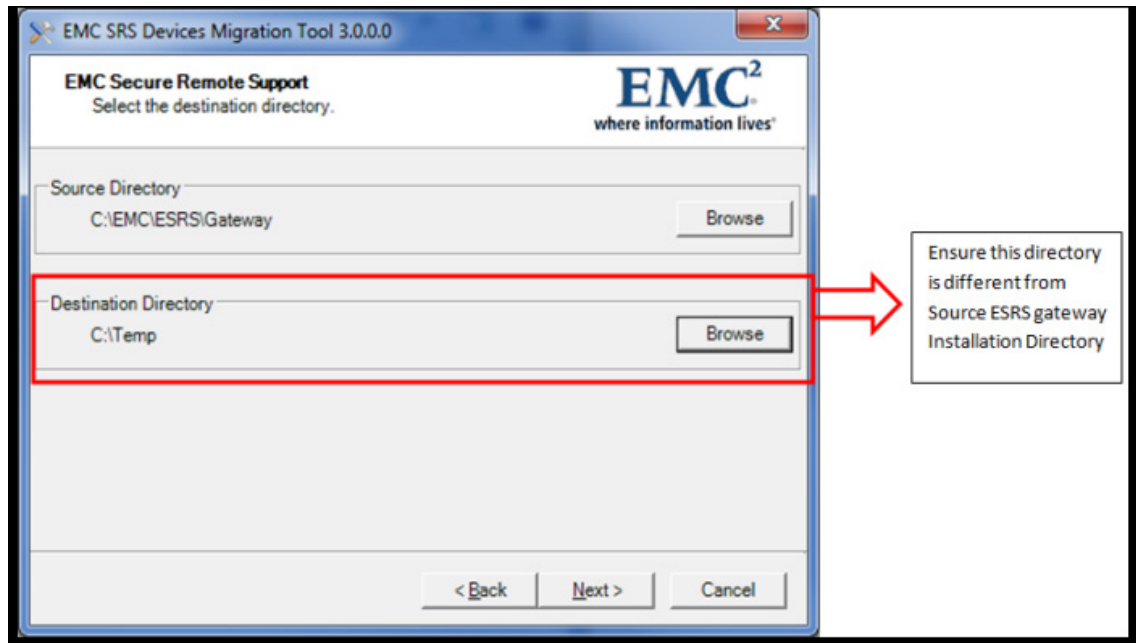 EMC SRS Devices Migration Tool 3.0.0.0
EMC Secure Remote Support
Select the destination directory.
EMC²
where information lives®
Source Directory
C:\EMC\ESRS\Gateway
Browse
Destination Directory
C:\Temp
Browse
Ensure this directory
is different from
Source ESRS gateway
Installation Directory
< Back
Next >
Cancel